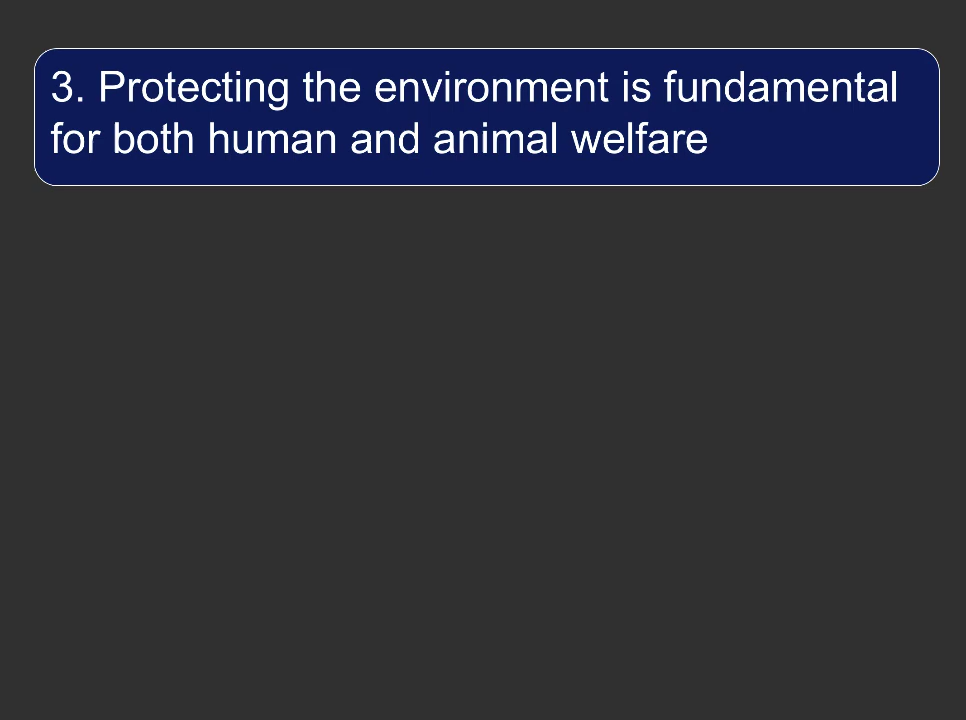 3. Protecting the environment is fundamental
for both human and animal welfare